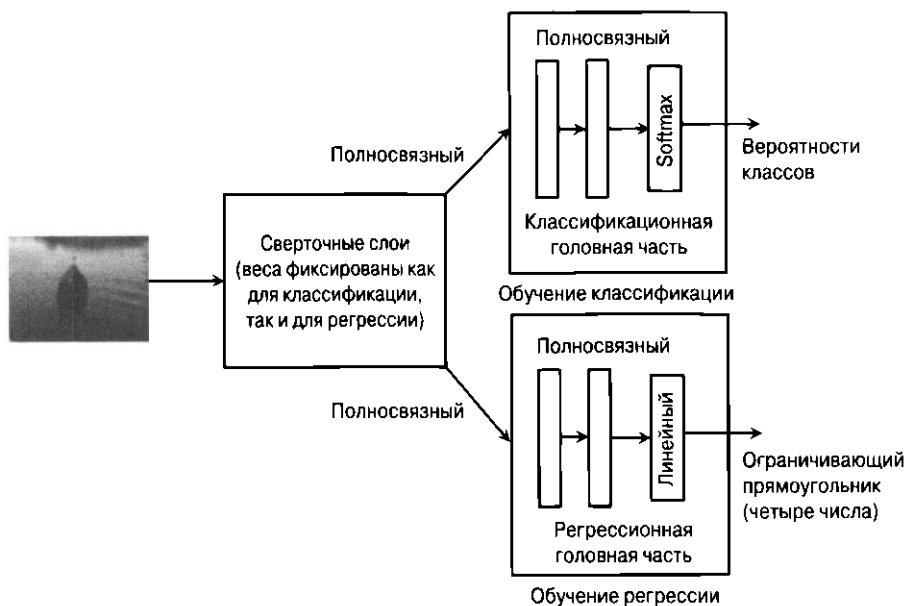 Полносвязный
Softmax
Классификационная
головная часть
Обучение классификации
Вероятности
классов
Полносвязный
Сверточные слои
(веса фиксированы как
для классификации,
так и для регрессии)
Полносвязный
Полносвязный
Линейный
Регрессионная
головная часть
Обучение регрессии
Ограничивающий
прямоугольник
(четыре числа)